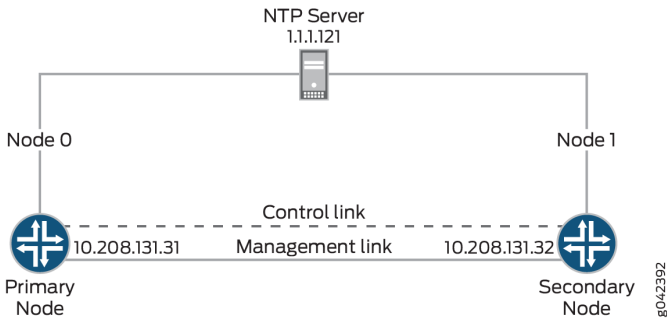 NTP Server
1.1.1.121
Node 0
Node 1
Control link
10.208.131.31
Management link
10.208.131.32
Primary
Node
Secondary
Node
g042392